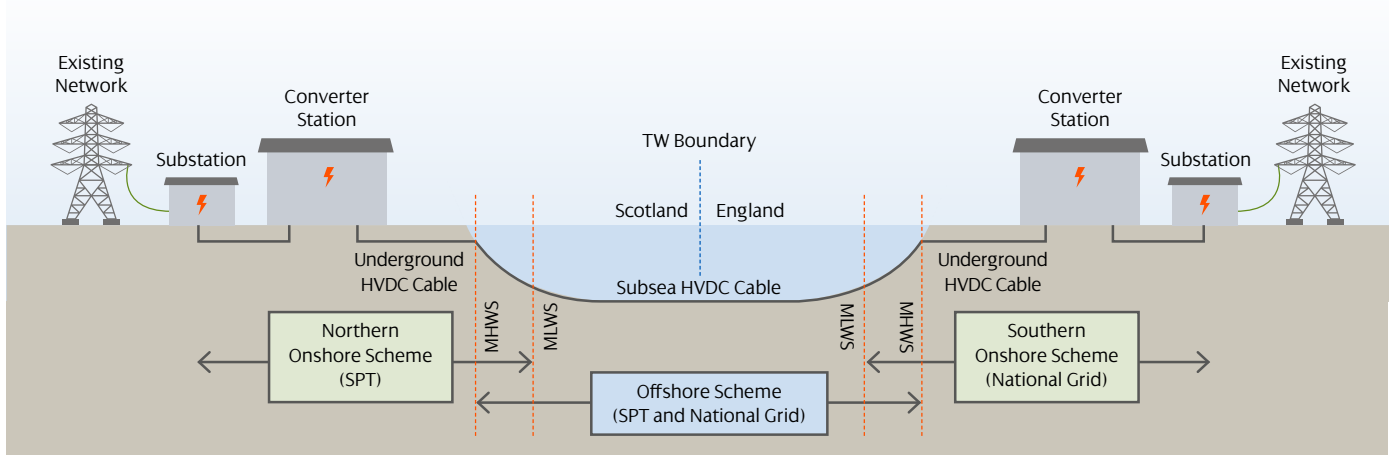 Existing
Network
Converter
Station
Substation
TW Boundary
Scotland
England
Converter
Station
Substation
Existing
Network
Underground
HVDC Cable
Subsea HVDC Cable
Underground
HVDC Cable
MHWS
MLWS
MLWS
MHWS
Northern
Onshore Scheme
(SPT)
Southern
Onshore Scheme
(National Grid)
Offshore Scheme
(SPT and National Grid)